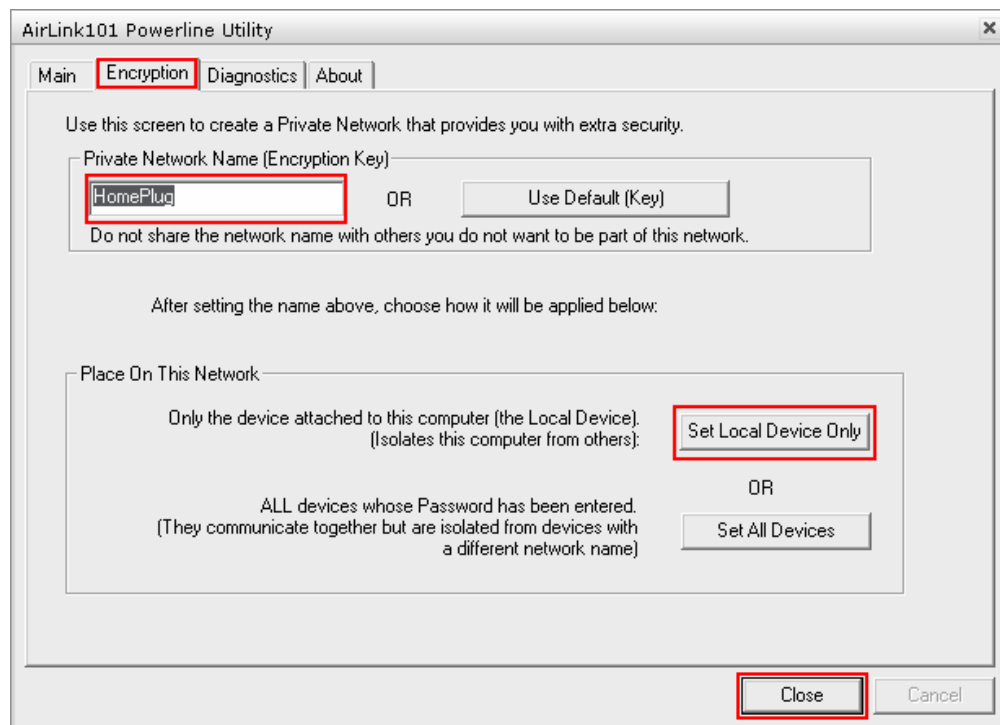 AirLink101 Powerline Utility
Main Encryption Diagnostics About
Use this screen to create a Private Network that provides you with extra security.
Private Network Name (Encryption Key)
HomePlug OR Use Default (Key)
Do not share the network name with others you do not want to be part of this network.
After setting the name above, choose how it will be applied below:
Place On This Network
Only the device attached to this computer (the Local Device).
(Isolates this computer from others):
Set Local Device Only
OR
ALL devices whose Password has been entered.
(They communicate together but are isolated from devices with
a different network name)
Set All Devices
Close Cancel